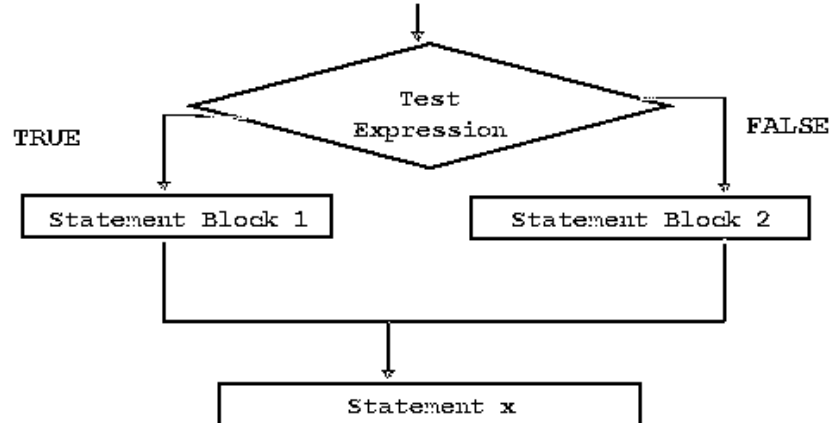 Test
Expression
TRUE
FALSE
Statement Block 1
Statement Block 2
Statement x